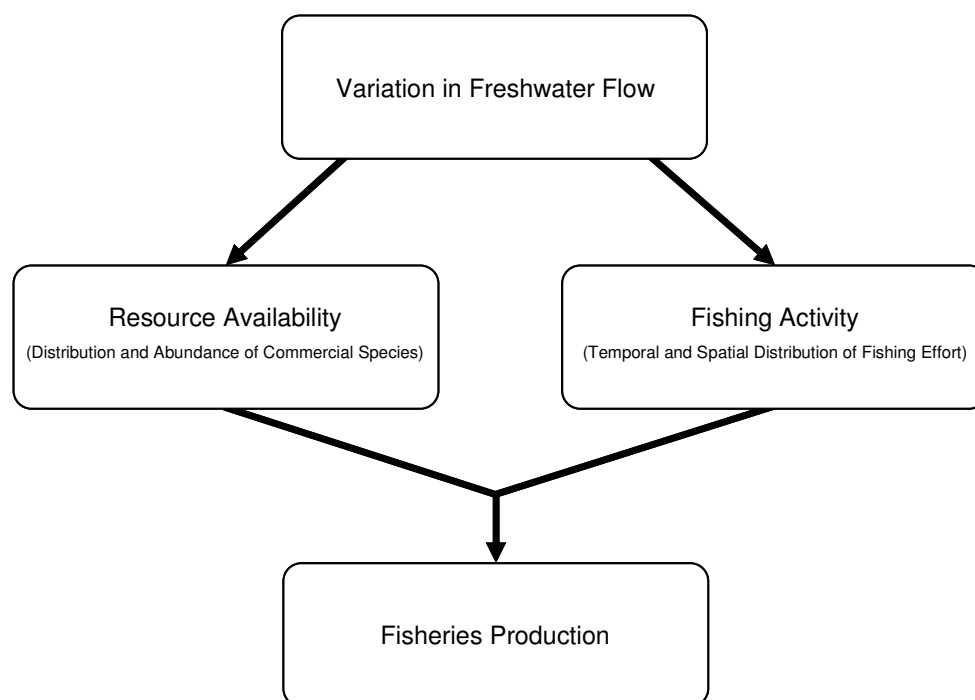 Variation in Freshwater Flow
Resource Availability
(Distribution and Abundance of Commercial Species)
Fishing Activity
(Temporal and Spatial Distribution of Fishing Effort)
Fisheries Production